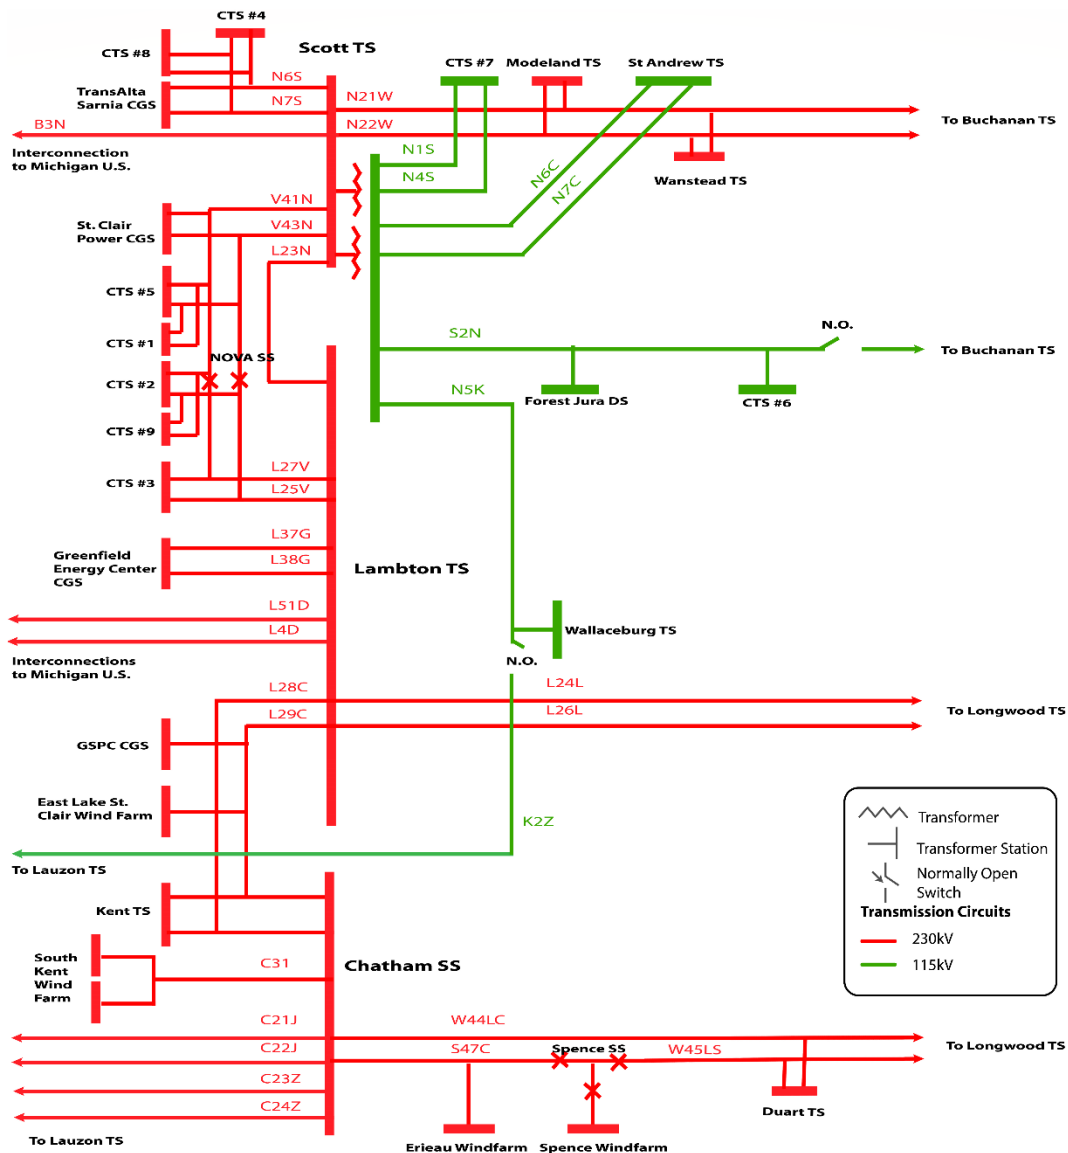 CTS #4
CTS #8
Scott TS
CTS #7
Modeland TS
St Andrew TS
N6S
TransAlta
Sarnia CGS
N7S
N21W
To Buchanan TS
B3N
N22W
Interconnection
to Michigan U.S.
N1S
N4S
N6C
N7C
Wanstead TS
V41N
St. Clair
Power CGS
V43N
L23N
CTS #5
CTS #1
NOVA SS
CTS #2
CTS #9
S2N
N.O.
To Buchanan TS
N5K
Forest Jura DS
CTS #6
CTS #3
L27V
L25V
L37G
Greenfield
Energy Center
CGS
L38G
Lambton TS
L51D
L4D
Wallaceburg TS
Interconnections
to Michigan U.S.
N.O.
L28C
L24L
L29C
L26L
To Longwood TS
GSPC CGS
East Lake St.
Clair Wind Farm
K2Z
To Lauzon TS
Transformer
Transformer Station
Normally Open
Switch
Transmission Circuits
230kV
115kV
Kent TS
South
Kent
Wind
Farm
C31
Chatham SS
C21J
W44LC
To Longwood TS
C22J
S47C
Spence SS
W45LS
C23Z
C24Z
Duart TS
To Lauzon TS
Erieau Windfarm
Spence Windfarm